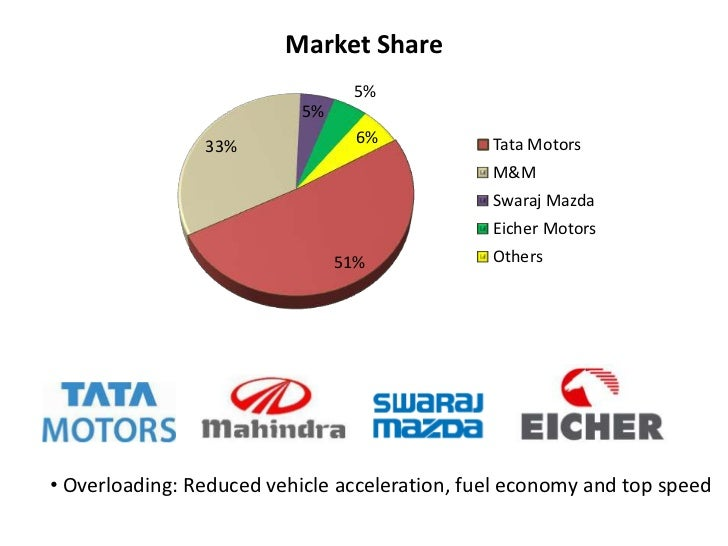 Market Share
5%
5%
6%
33%
51%
Tata Motors
M&M
Swaraj Mazda
Eicher Motors
Others
TATA
MOTORS
Mahindra
SWARAJ
MAZDA
EICHER
• Overloading: Reduced vehicle acceleration, fuel economy and top speed